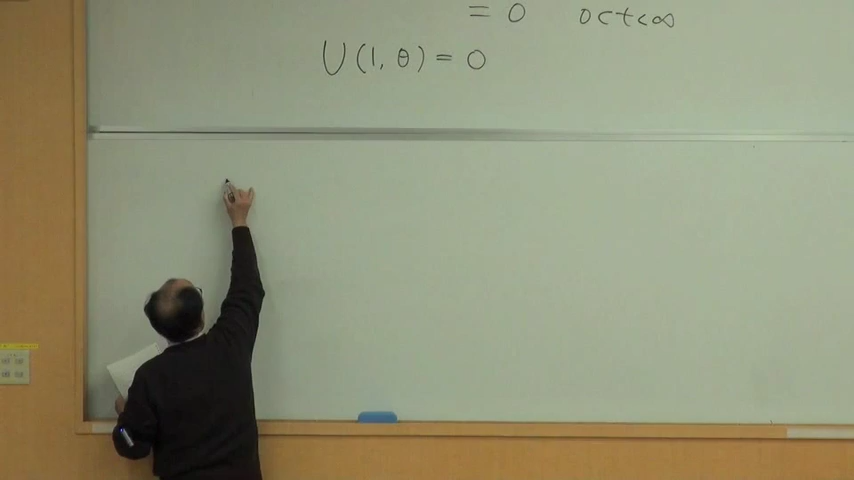 = 0 0<t<∞
U(1, θ) = 0